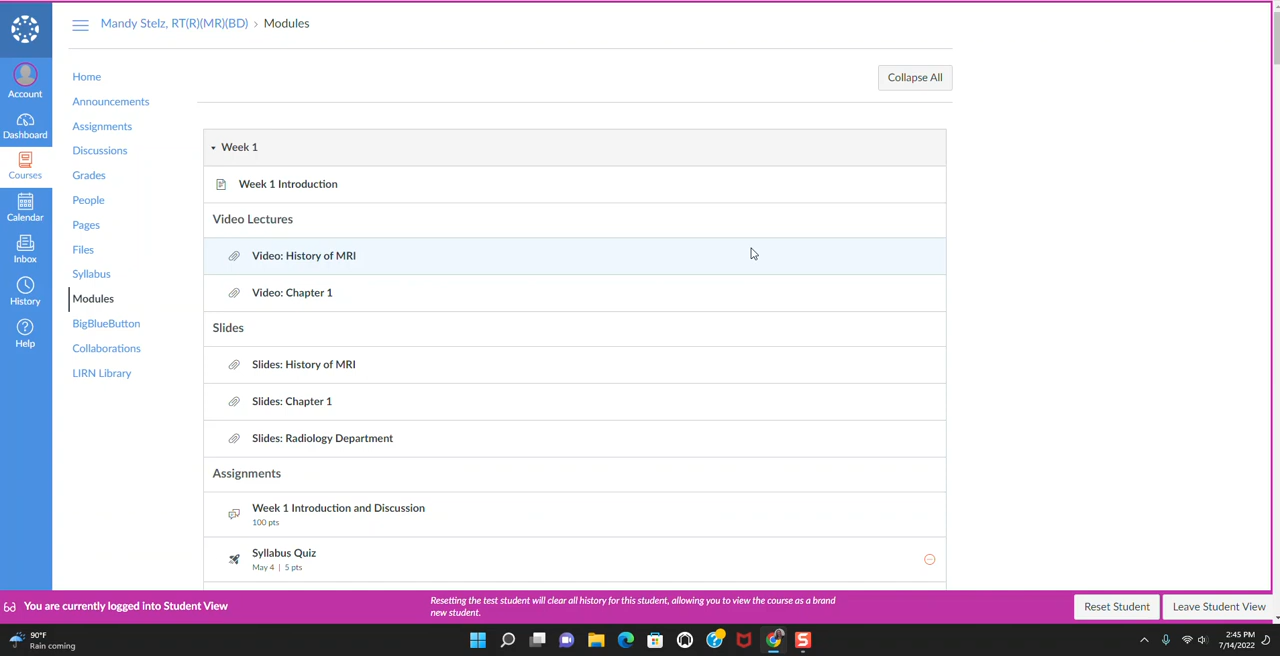 Mandy Stelz, RT(R)(MR)(BD) › Modules
Account
Dashboard
Courses
Calendar
Inbox
History
Help
Home
Announcements
Assignments
Discussions
Grades
People
Pages
Files
Syllabus
Modules
BigBlueButton
Collaborations
LIRN Library
Collapse All
Week 1
Week 1 Introduction
Video Lectures
Video: History of MRI
Video: Chapter 1
Slides
Slides: History of MRI
Slides: Chapter 1
Slides: Radiology Department
Assignments
Week 1 Introduction and Discussion
100 pts
Syllabus Quiz
May 4 | 5 pts
You are currently logged into Student View
Resetting the test student will clear all history for this student, allowing you to view the course as a brand
new student.
Reset Student
Leave Student View
90°F
Rain coming
2:45 PM
7/14/2022